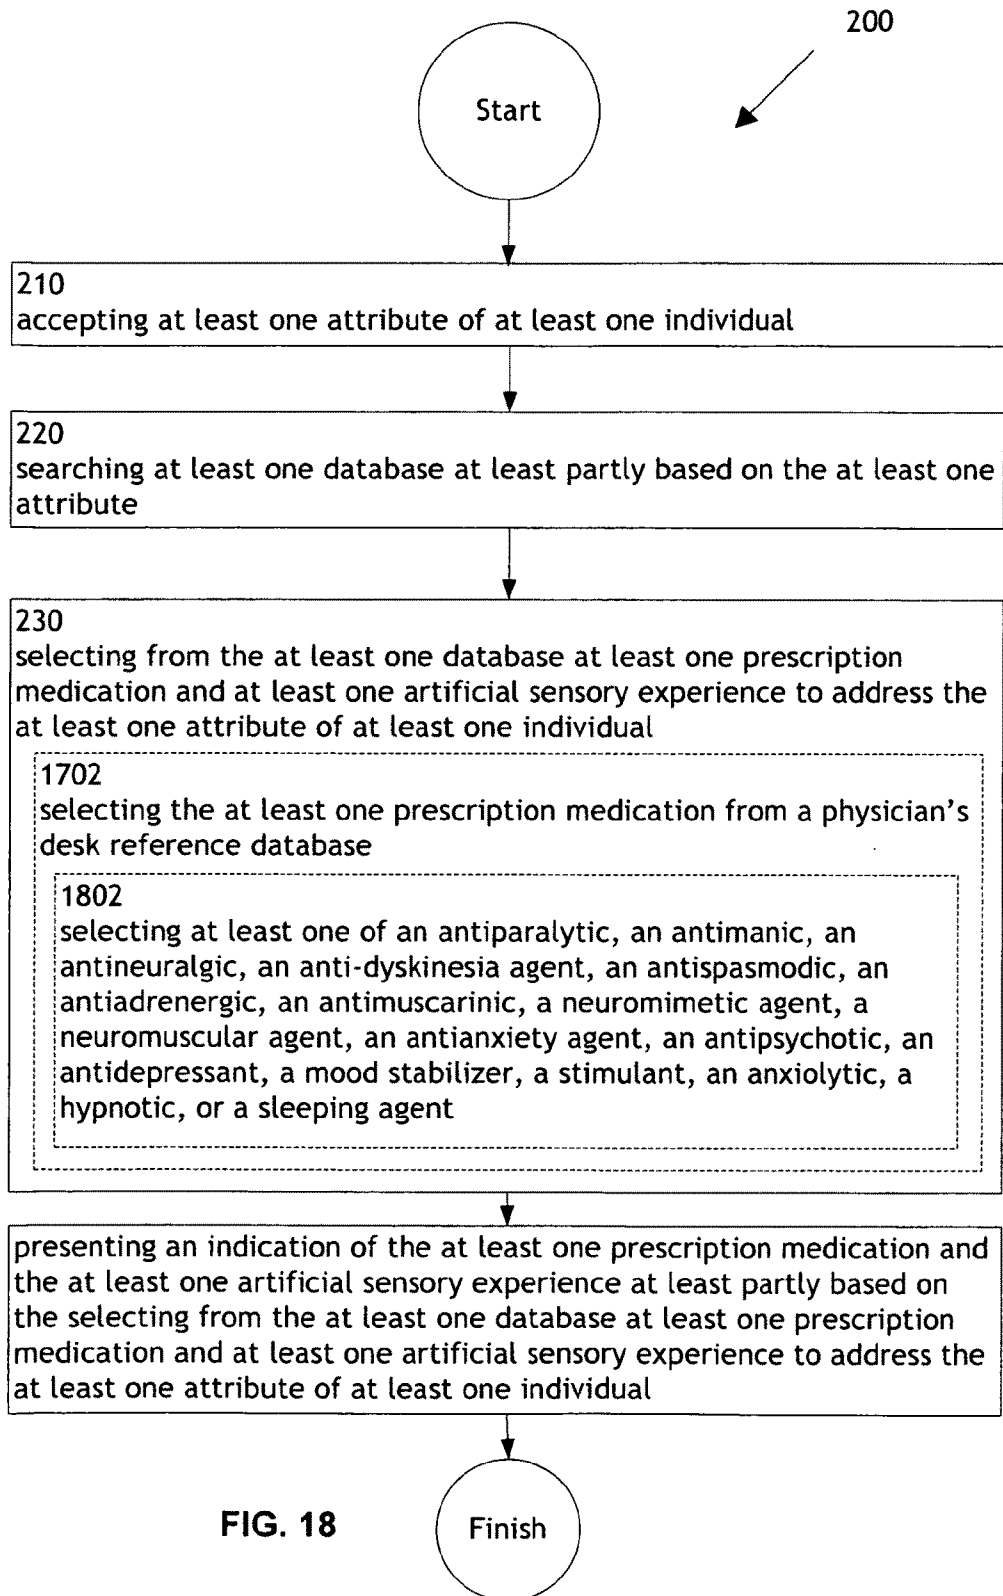 200
Start
210
accepting at least one attribute of at least one individual
220
searching at least one database at least partly based on the at least one
attribute
230
selecting from the at least one database at least one prescription
medication and at least one artificial sensory experience to address the
at least one attribute of at least one individual
1702
selecting the at least one prescription medication from a physician's
desk reference database
1802
selecting at least one of an antiparalytic, an antimanic, an
antineuralgic, an anti-dyskinesia agent, an antispasmodic, an
antiadrenergic, an antimuscarinic, a neuromimetic agent, a
neuromuscular agent, an antianxiety agent, an antipsychotic, an
antidepressant, a mood stabilizer, a stimulant, an anxiolytic, a
hypnotic, or a sleeping agent
presenting an indication of the at least one prescription medication and
the at least one artificial sensory experience at least partly based on
the selecting from the at least one database at least one prescription
medication and at least one artificial sensory experience to address the
at least one attribute of at least one individual
FIG. 18
Finish